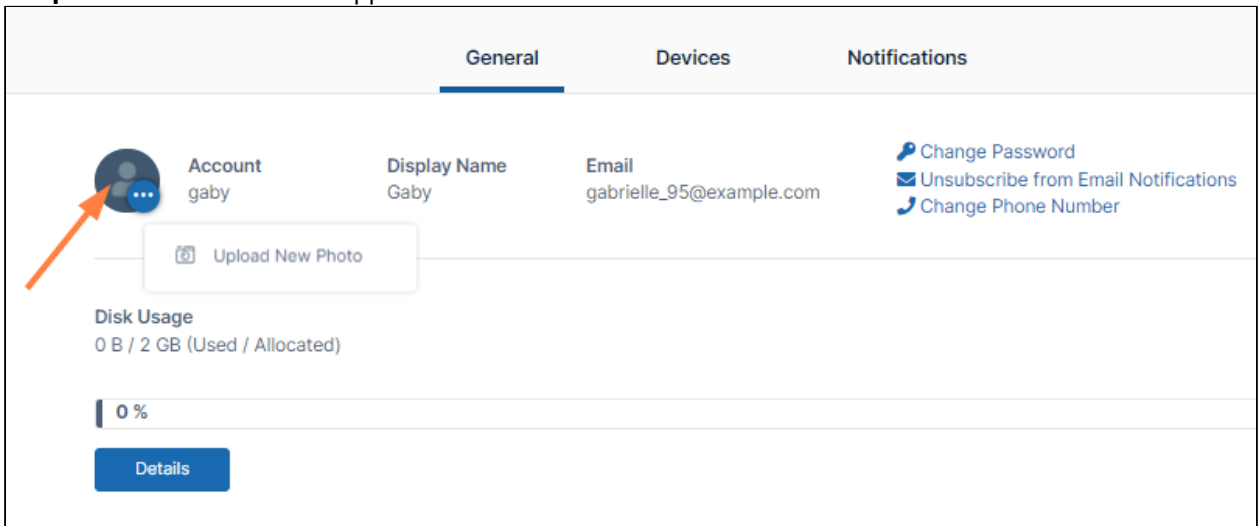 General Devices Notifications
Account Display Name Email
gaby Gaby gabrielle_95@example.com
Change Password
Unsubscribe from Email Notifications
Change Phone Number
Upload New Photo
Disk Usage
0 B / 2 GB (Used / Allocated)
0 %
Details